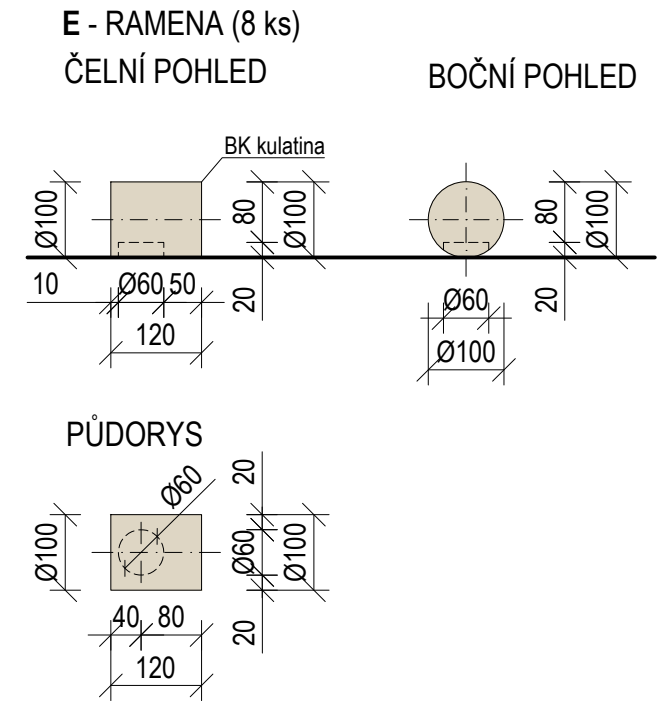 E - RAMENA (8 ks)
ČELNÍ POHLED
BOČNÍ POHLED
BK kulatina
Ø100
80
Ø100
80
Ø100
10
Ø60
50
20
120
Ø60
20
Ø100
PŮDORYS
Ø60
20
Ø100
Ø60
Ø100
40
80
20
120